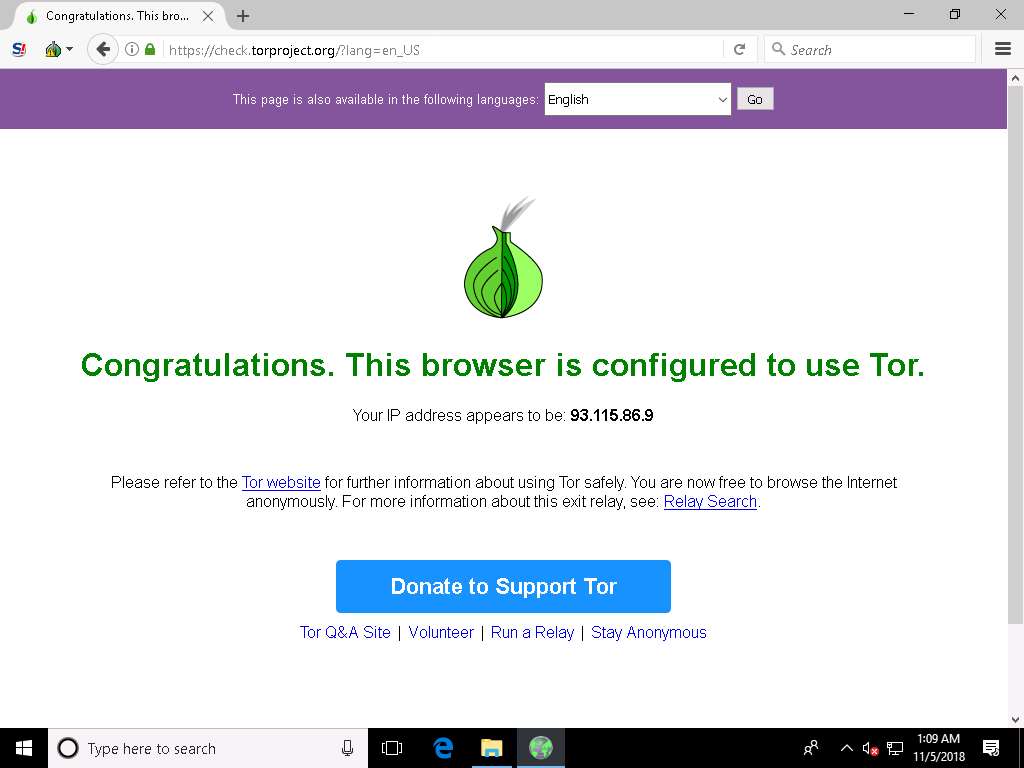 Congratulations. This bro...
S!
https://check.torproject.org/?lang=en_US
Search
This page is also available in the following languages:
English
Go
Congratulations. This browser is configured to use Tor.
Your IP address appears to be: 93.115.86.9
Please refer to the Tor website for further information about using Tor safely. You are now free to browse the Internet
anonymously. For more information about this exit relay, see: Relay Search.
Donate to Support Tor
Tor Q&A Site | Volunteer | Run a Relay | Stay Anonymous
Type here to search
1:09 AM
11/5/2018